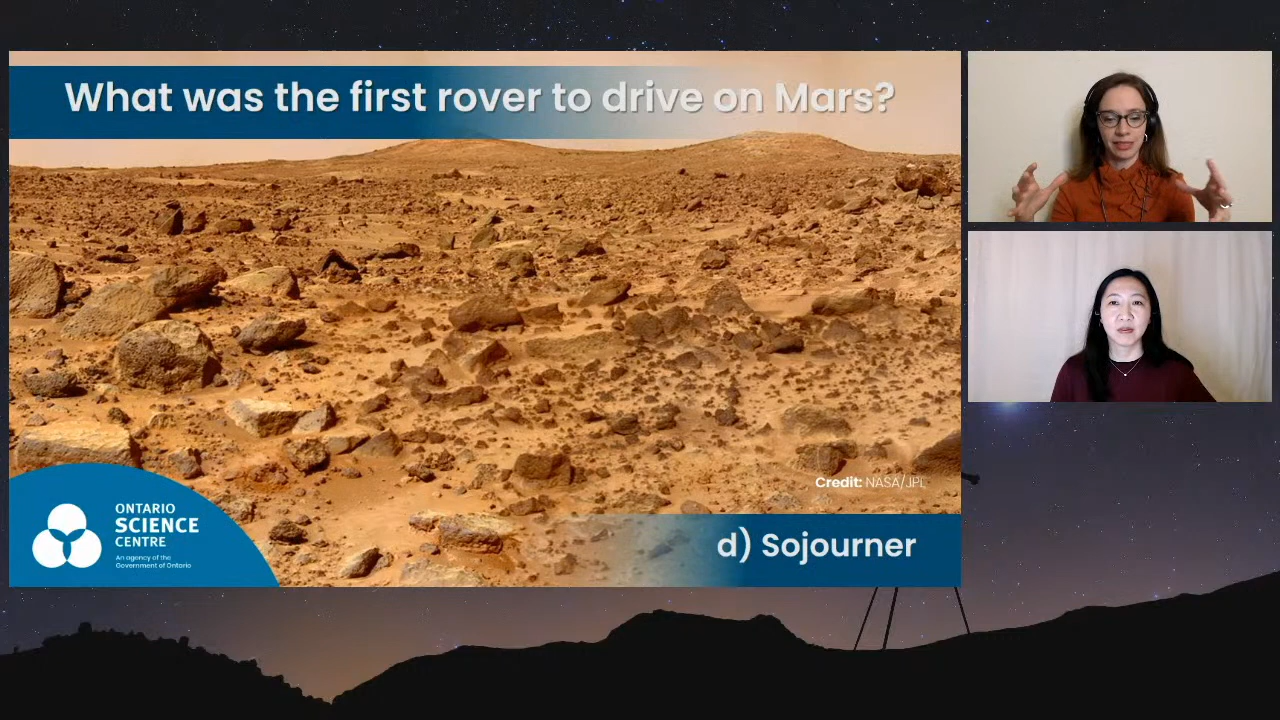 What was the first rover to drive on Mars?
Credit: NASA/JPL
d) Sojourner
ONTARIO
SCIENCE
CENTRE
An agency of the
Government of Ontario